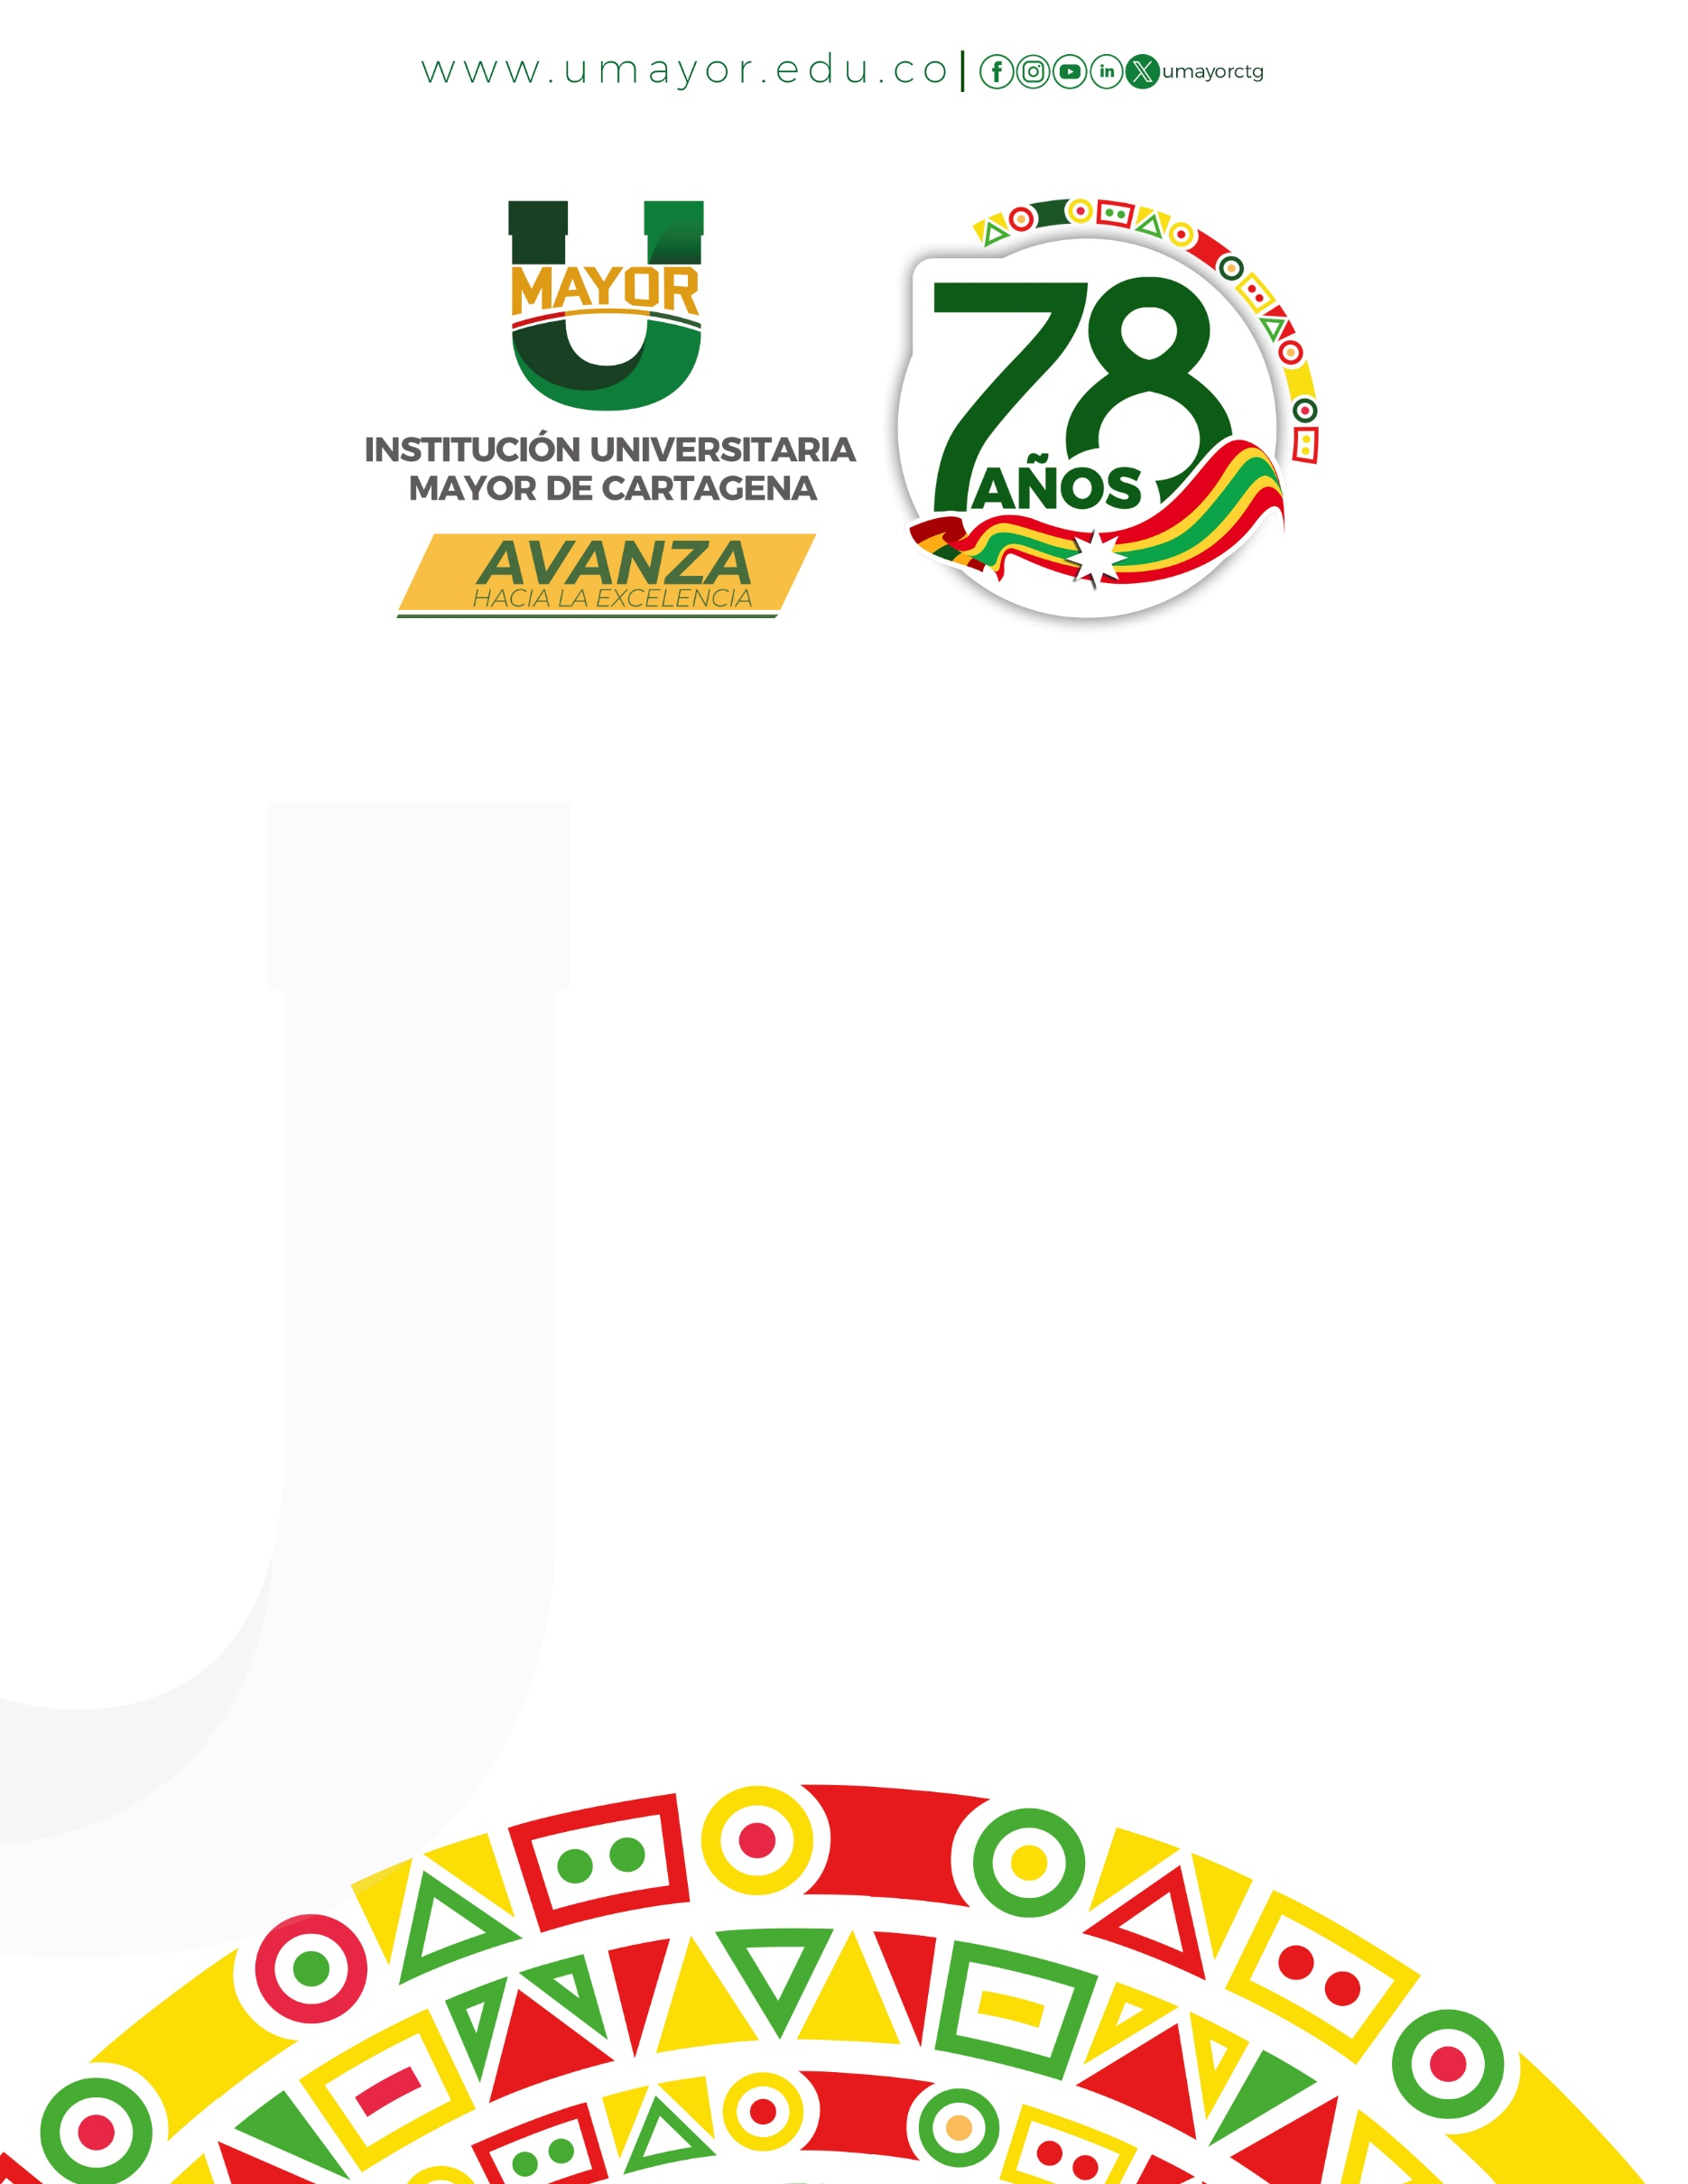 www.umayor.edu.co| umayorctg
MAYOR
INSTITUCIÓN UNIVERSITARIA
MAYOR DE CARTAGENA
AVANZA
HACIA LA EXCELENCIA
78
AÑOS